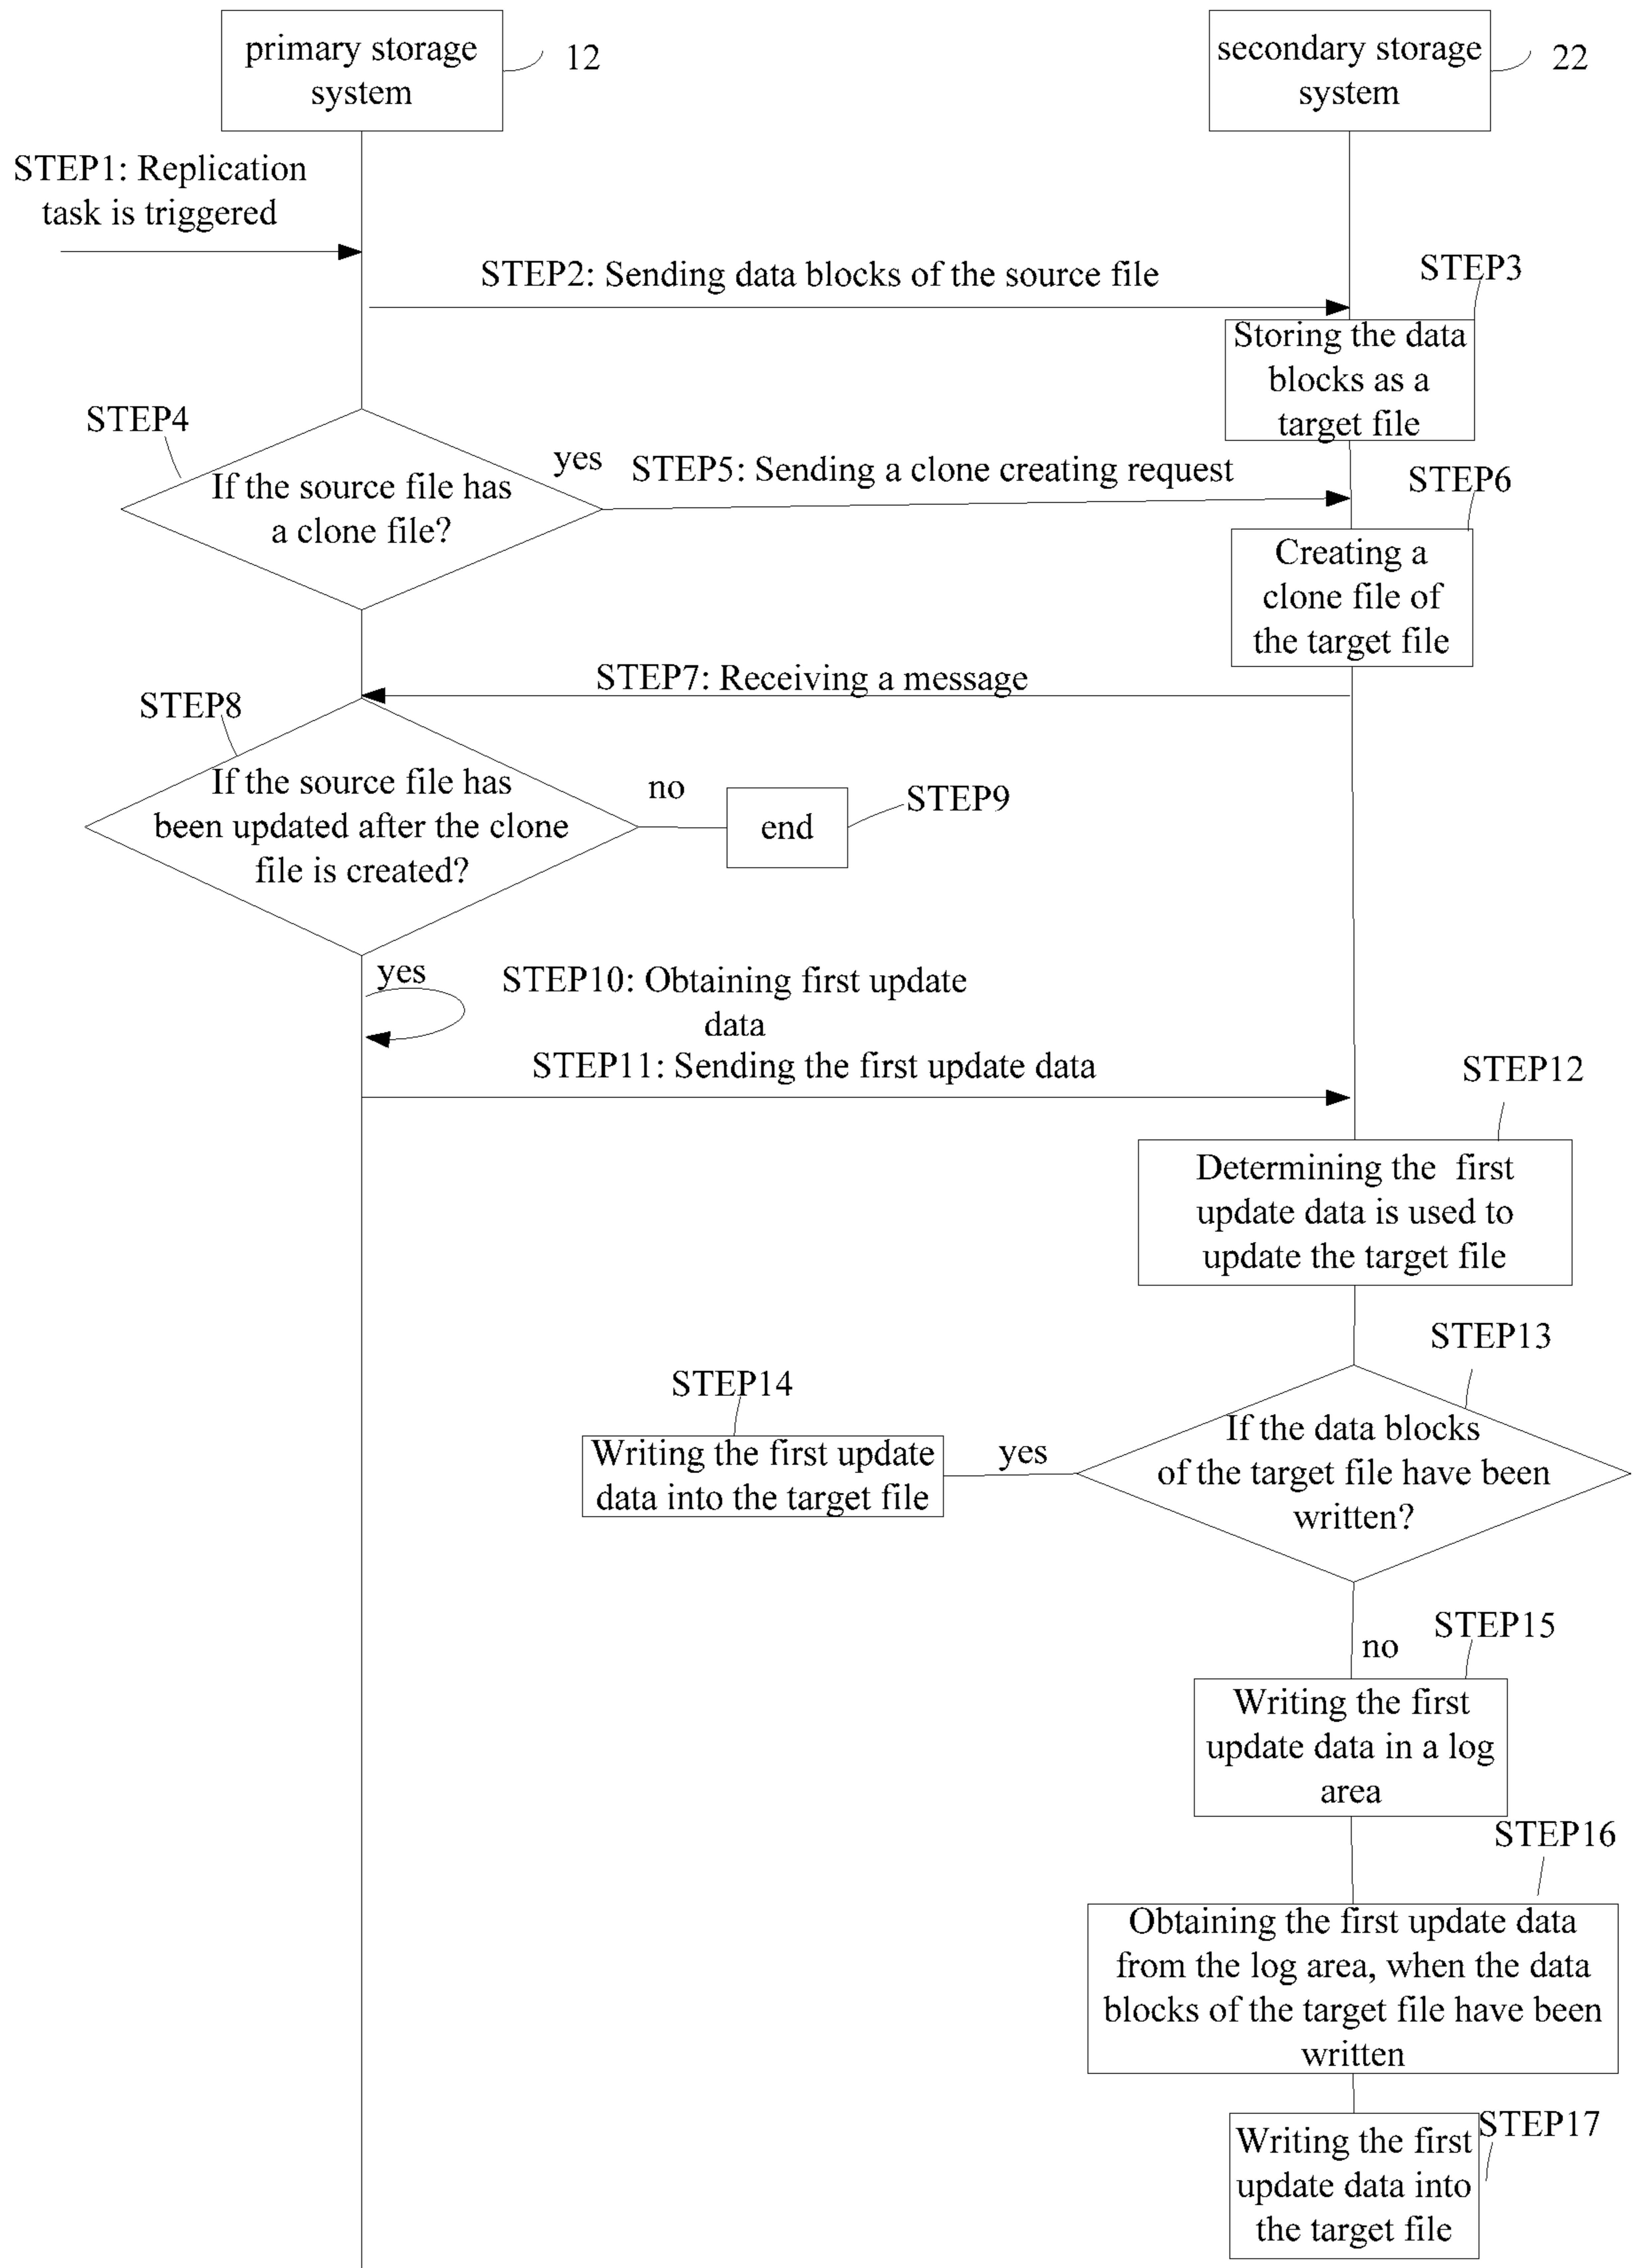 primary storage
system
12
secondary storage
system
22
STEP1: Replication
task is triggered
STEP2: Sending data blocks of the source file
STEP3
Storing the data
blocks as a
target file
STEP4
If the source file has
a clone file?
yes
STEP5: Sending a clone creating request
STEP6
Creating a
clone file of
the target file
STEP7: Receiving a message
STEP8
If the source file has
been updated after the clone
file is created?
no
end
STEP9
yes
STEP10: Obtaining first update
data
STEP11: Sending the first update data
STEP12
Determining the first
update data is used to
update the target file
STEP13
If the data blocks
of the target file have been
written?
yes
STEP14
Writing the first update
data into the target file
no
STEP15
Writing the first
update data in a log
area
STEP16
Obtaining the first update data
from the log area, when the data
blocks of the target file have been
written
STEP17
Writing the first
update data into
the target file